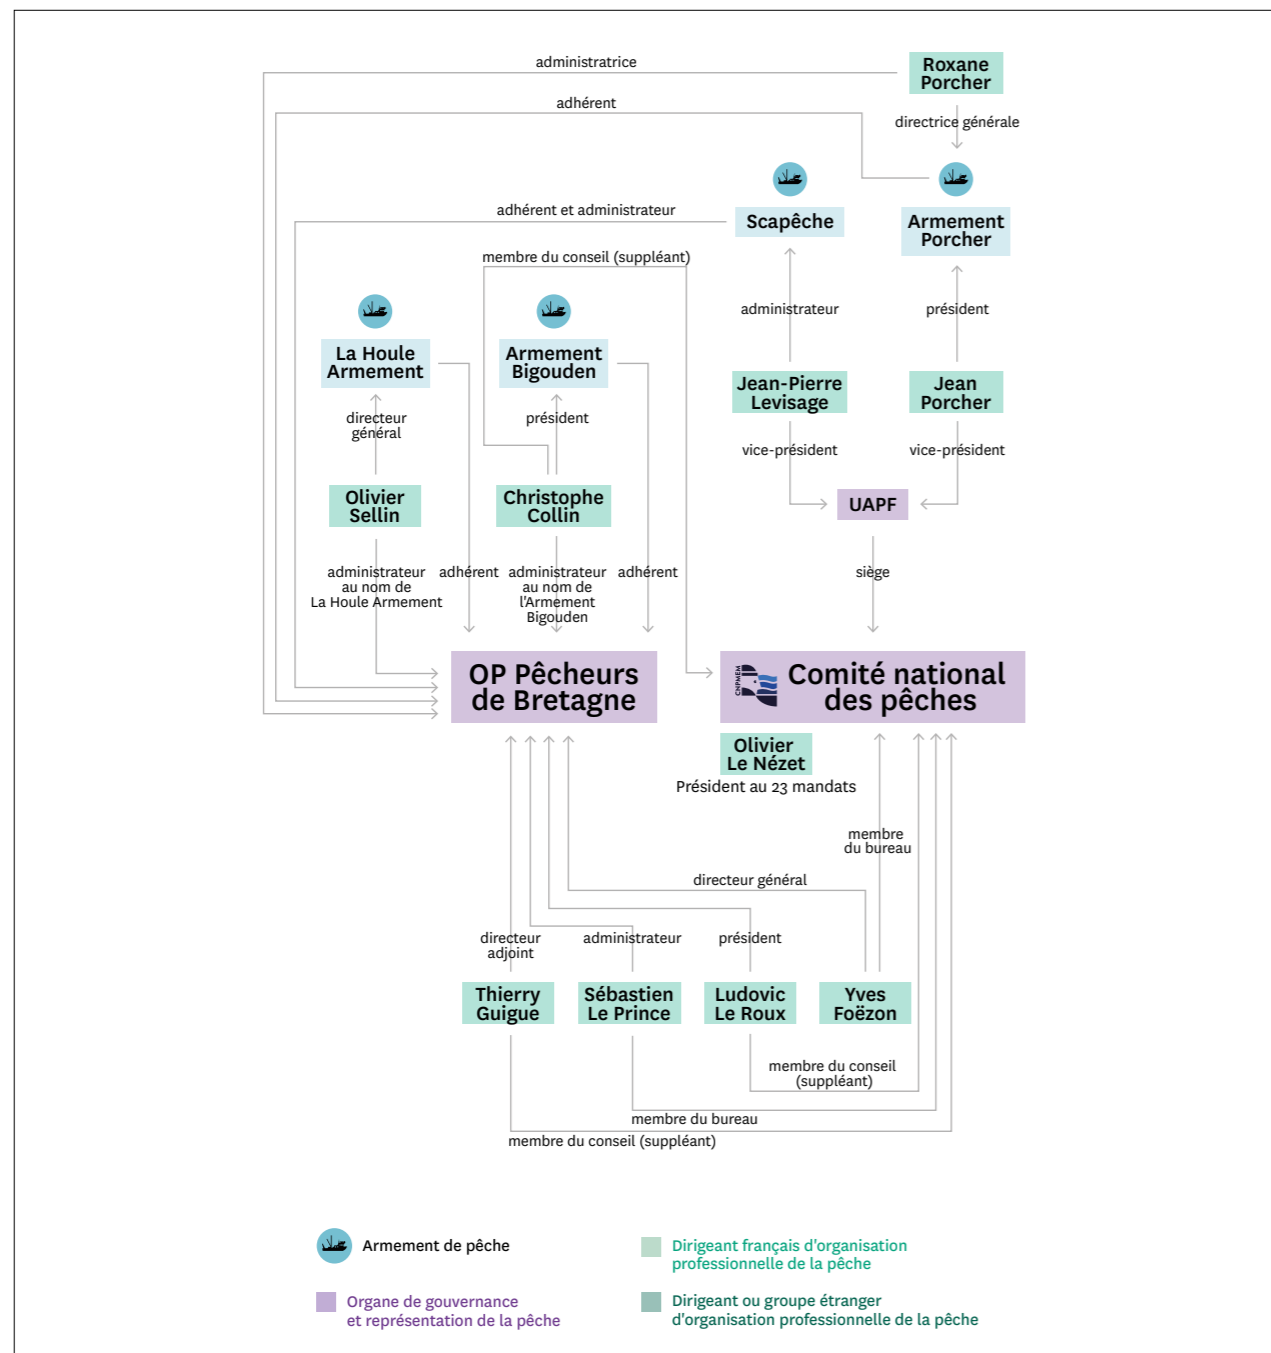 administratrice
Roxane
Porcher
adhérent
directrice générale
adhérent et administrateur
Scapêche
Armement
Porcher
membre du conseil (suppléant)
administrateur
président
La Houle
Armement
Armement
Bigouden
Jean-Pierre
Levisage
Jean
Porcher
directeur
général
président
vice-président
vice-président
Olivier
Sellin
Christophe
Collin
UAPF
administrateur
au nom de
La Houle Armement
adhérent
administrateur
au nom de
l'Armement
Bigouden
adhérent
siège
OP Pêcheurs
de Bretagne
CNPMEM
Comité national
des pêches
Olivier
Le Nézet
Président au 23 mandats
membre
du bureau
directeur général
directeur
adjoint
administrateur
président
Thierry
Guigue
Sébastien
Le Prince
Ludovic
Le Roux
Yves
Foëzon
membre du conseil
(suppléant)
membre du bureau
membre du conseil (suppléant)
Armement de pêche
Dirigeant français d'organisation
professionnelle de la pêche
Organe de gouvernance
et représentation de la pêche
Dirigeant ou groupe étranger
d'organisation professionnelle de la pêche